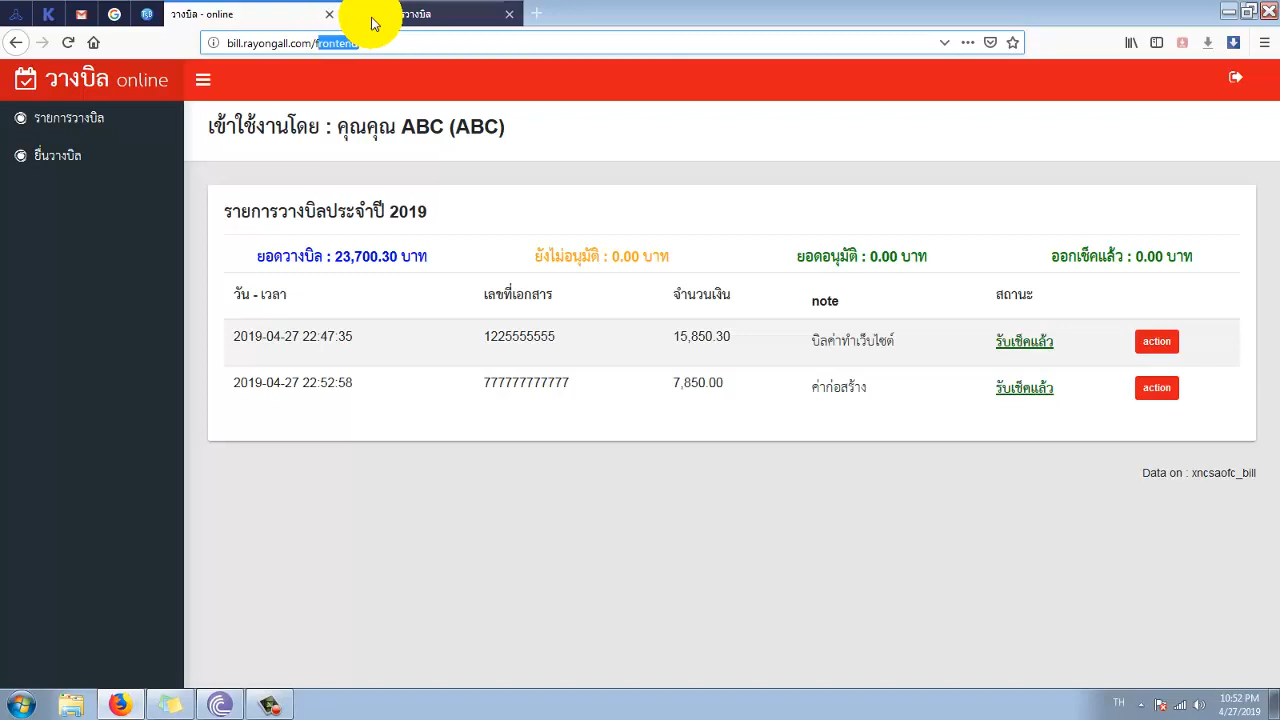 วางบิล - online
วางบิล
bill.rayongall.com/frontend
วางบิล online
รายการวางบิล
ยื่นวางบิล
เข้าใช้งานโดย : คุณคุณ ABC (ABC)
รายการวางบิลประจำปี 2019
ยอดวางบิล : 23,700.30 บาท ยังไม่อนุมัติ : 0.00 บาท ยอดอนุมัติ : 0.00 บาท ออกเช็คแล้ว : 0.00 บาท
วัน - เวลา เลขที่เอกสาร จำนวนเงิน note สถานะ
2019-04-27 22:47:35 1225555555 15,850.30 บิลค่าทำเว็บไซต์ รับเช็คแล้ว action
2019-04-27 22:52:58 777777777777 7,850.00 ค่าก่อสร้าง รับเช็คแล้ว action
Data on : xncsaofc_bill
TH
10:52 PM
4/27/2019